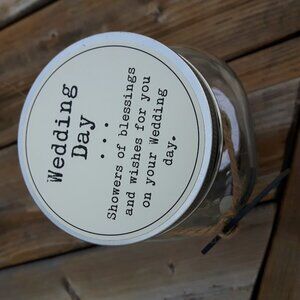 Wedding
Day
• • •
Showers of blessings
and wishes for you
on your Wedding
day.